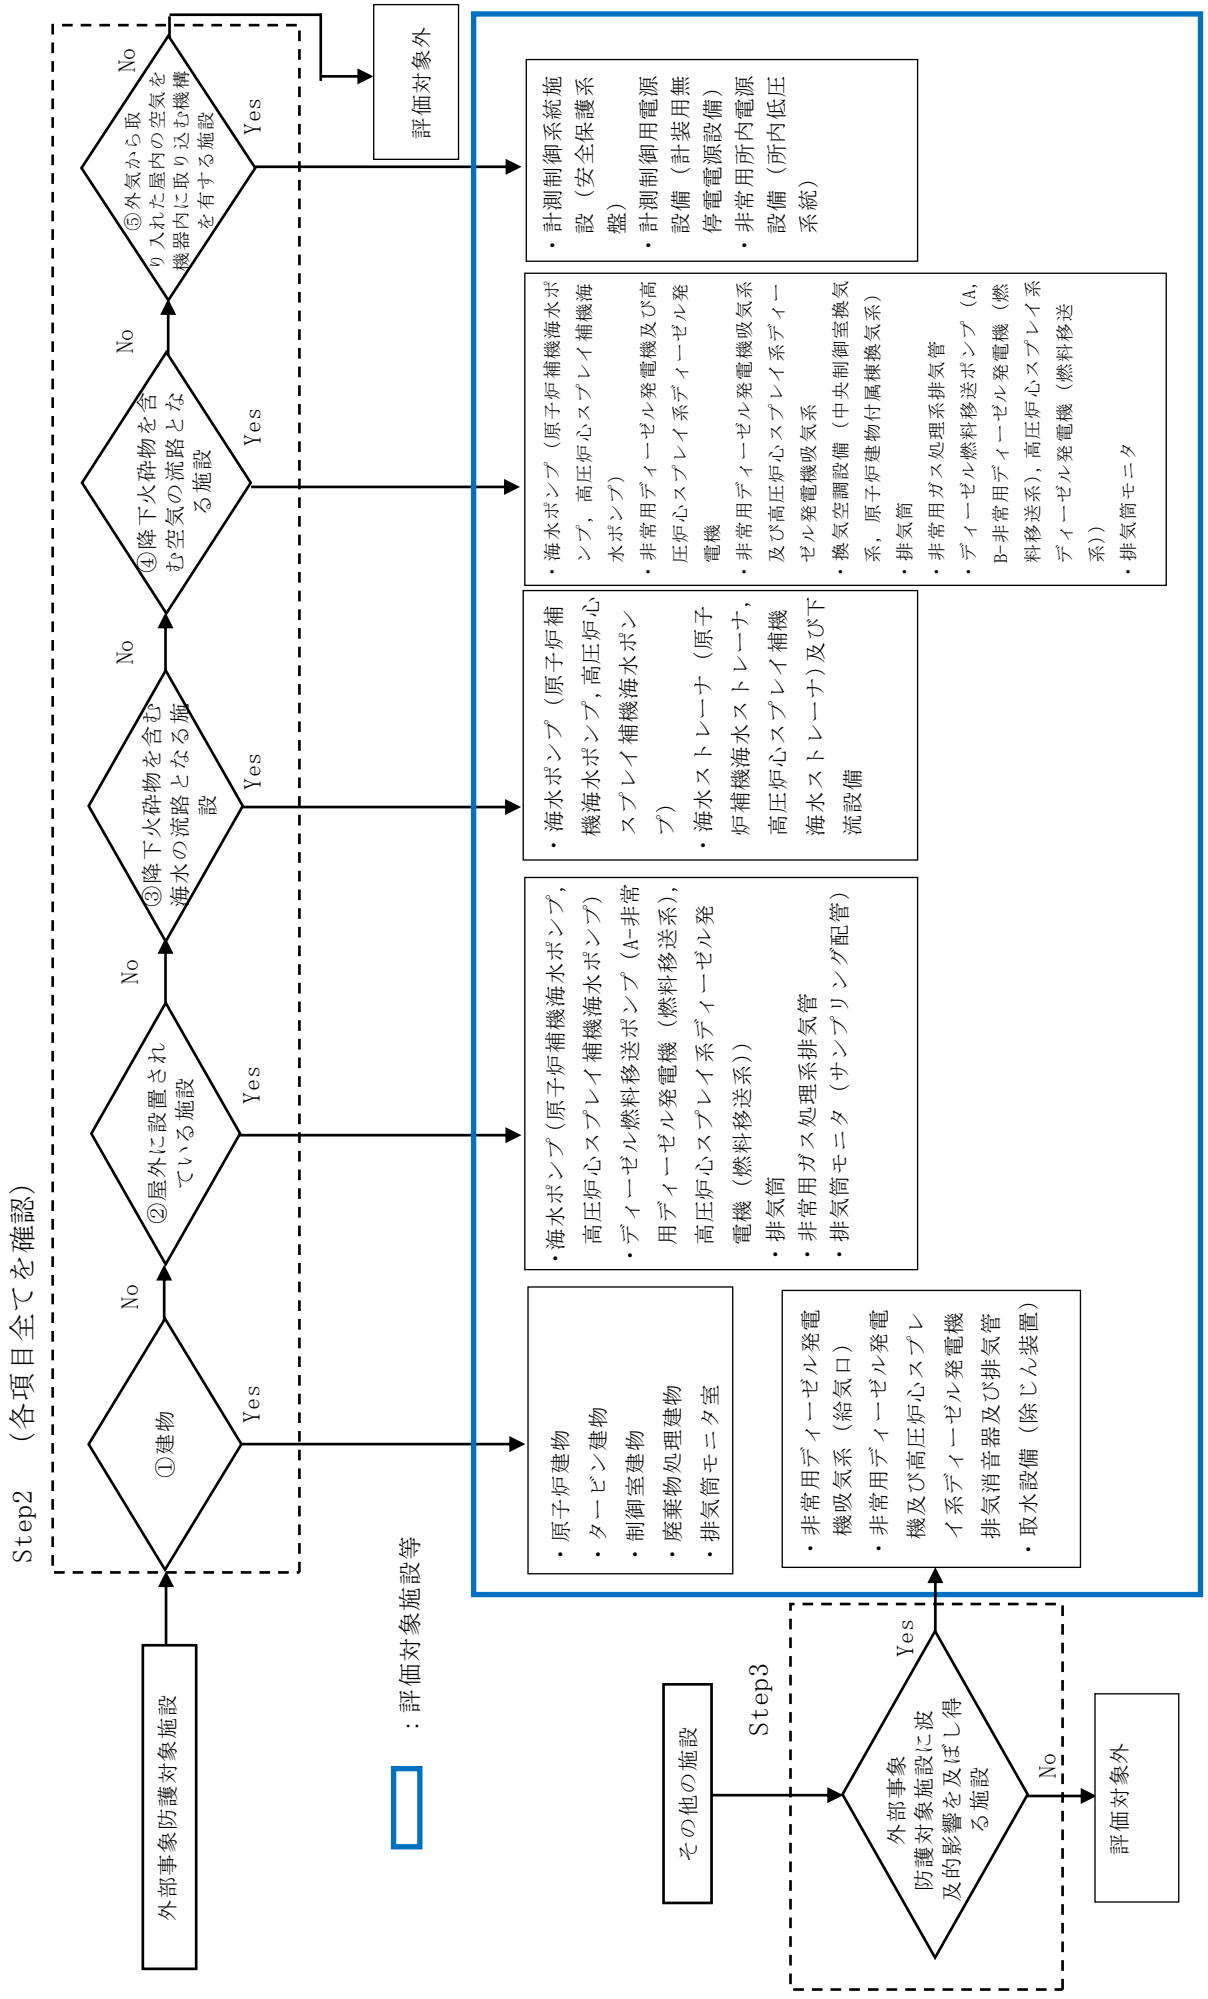 Step2　(各項目全てを確認)
外部事象防護対象施設
①建物
No
Yes
②屋外に設置され
ている施設
No
Yes
③降下火砕物を含む
海水の流路となる施
設
No
Yes
④降下火砕物を含
む空気の流路とな
る施設
No
Yes
⑤外気から取
り入れた屋内の空気を
機器内に取り込む機構
を有する施設
No
Yes
評価対象外
：評価対象施設等
・原子炉建物
・タービン建物
・制御室建物
・廃棄物処理建物
・排気筒モニタ室
・海水ポンプ(原子炉補機海水ポンプ,
高圧炉心スプレイ補機海水ポンプ)
・ディーゼル燃料移送ポンプ (A-非常
用ディーゼル発電機 (燃料移送系),
高圧炉心スプレイ系ディーゼル発
電機 (燃料移送系))
・排気筒
・非常用ガス処理系排気管
・排気筒モニタ (サンプリング配管)
・海水ポンプ (原子炉補
機海水ポンプ,高圧炉心
スプレイ補機海水ポン
プ)
・海水ストレーナ (原子
炉補機海水ストレーナ,
高圧炉心スプレイ補機
海水ストレーナ)及び下
流設備
・海水ポンプ (原子炉補機海水ポ
ンプ, 高圧炉心スプレイ補機海
水ポンプ)
・非常用ディーゼル発電機及び高
圧炉心スプレイ系ディーゼル発
電機
・非常用ディーゼル発電機吸気系
及び高圧炉心スプレイ系ディー
ゼル発電機吸気系
・換気空調設備 (中央制御室換気
系, 原子炉建物付属棟換気系)
・排気筒
・非常用ガス処理系排気管
・ディーゼル燃料移送ポンプ (A,
B-非常用ディーゼル発電機 (燃
料移送系),高圧炉心スプレイ系
ディーゼル発電機 (燃料移送
系))
・排気筒モニタ
・計測制御系統施
設 (安全保護系
盤)
・計測制御用電源
設備 (計装用無
停電電源設備)
・非常用所内電源
設備 (所内低圧
系統)
その他の施設
Step3
外部事象
防護対象施設に波
及的影響を及ぼし得
る施設
Yes
No
評価対象外
・非常用ディーゼル発電
機吸気系 (給気口)
・非常用ディーゼル発電
機及び高圧炉心スプレ
イ系ディーゼル発電機
排気消音器及び排気管
・取水設備 (除じん装置)